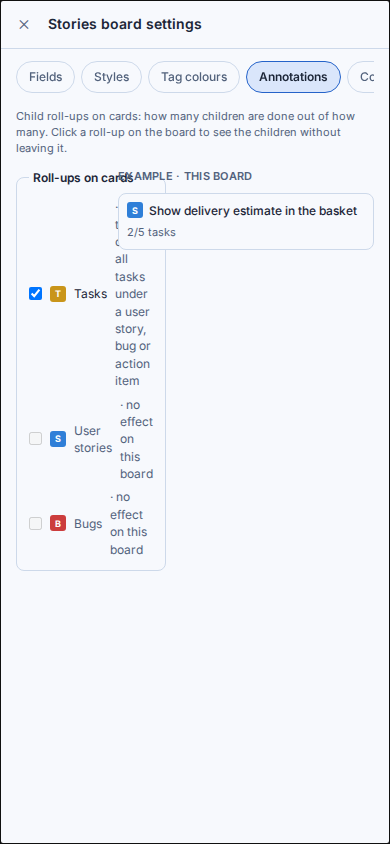 Stories board settings
Fields
Styles
Tag colours
Annotations
Child roll-ups on cards: how many children are done out of how
many. Click a roll-up on the board to see the children without
leaving it.
Roll-ups on cards
EXAMPLE · THIS BOARD
S Show delivery estimate in the basket
2/5 tasks
T Tasks
all
tasks
under
a user
story,
bug or
action
item
S User
stories
· no
effect
on
this
board
B Bugs
· no
effect
on this
board